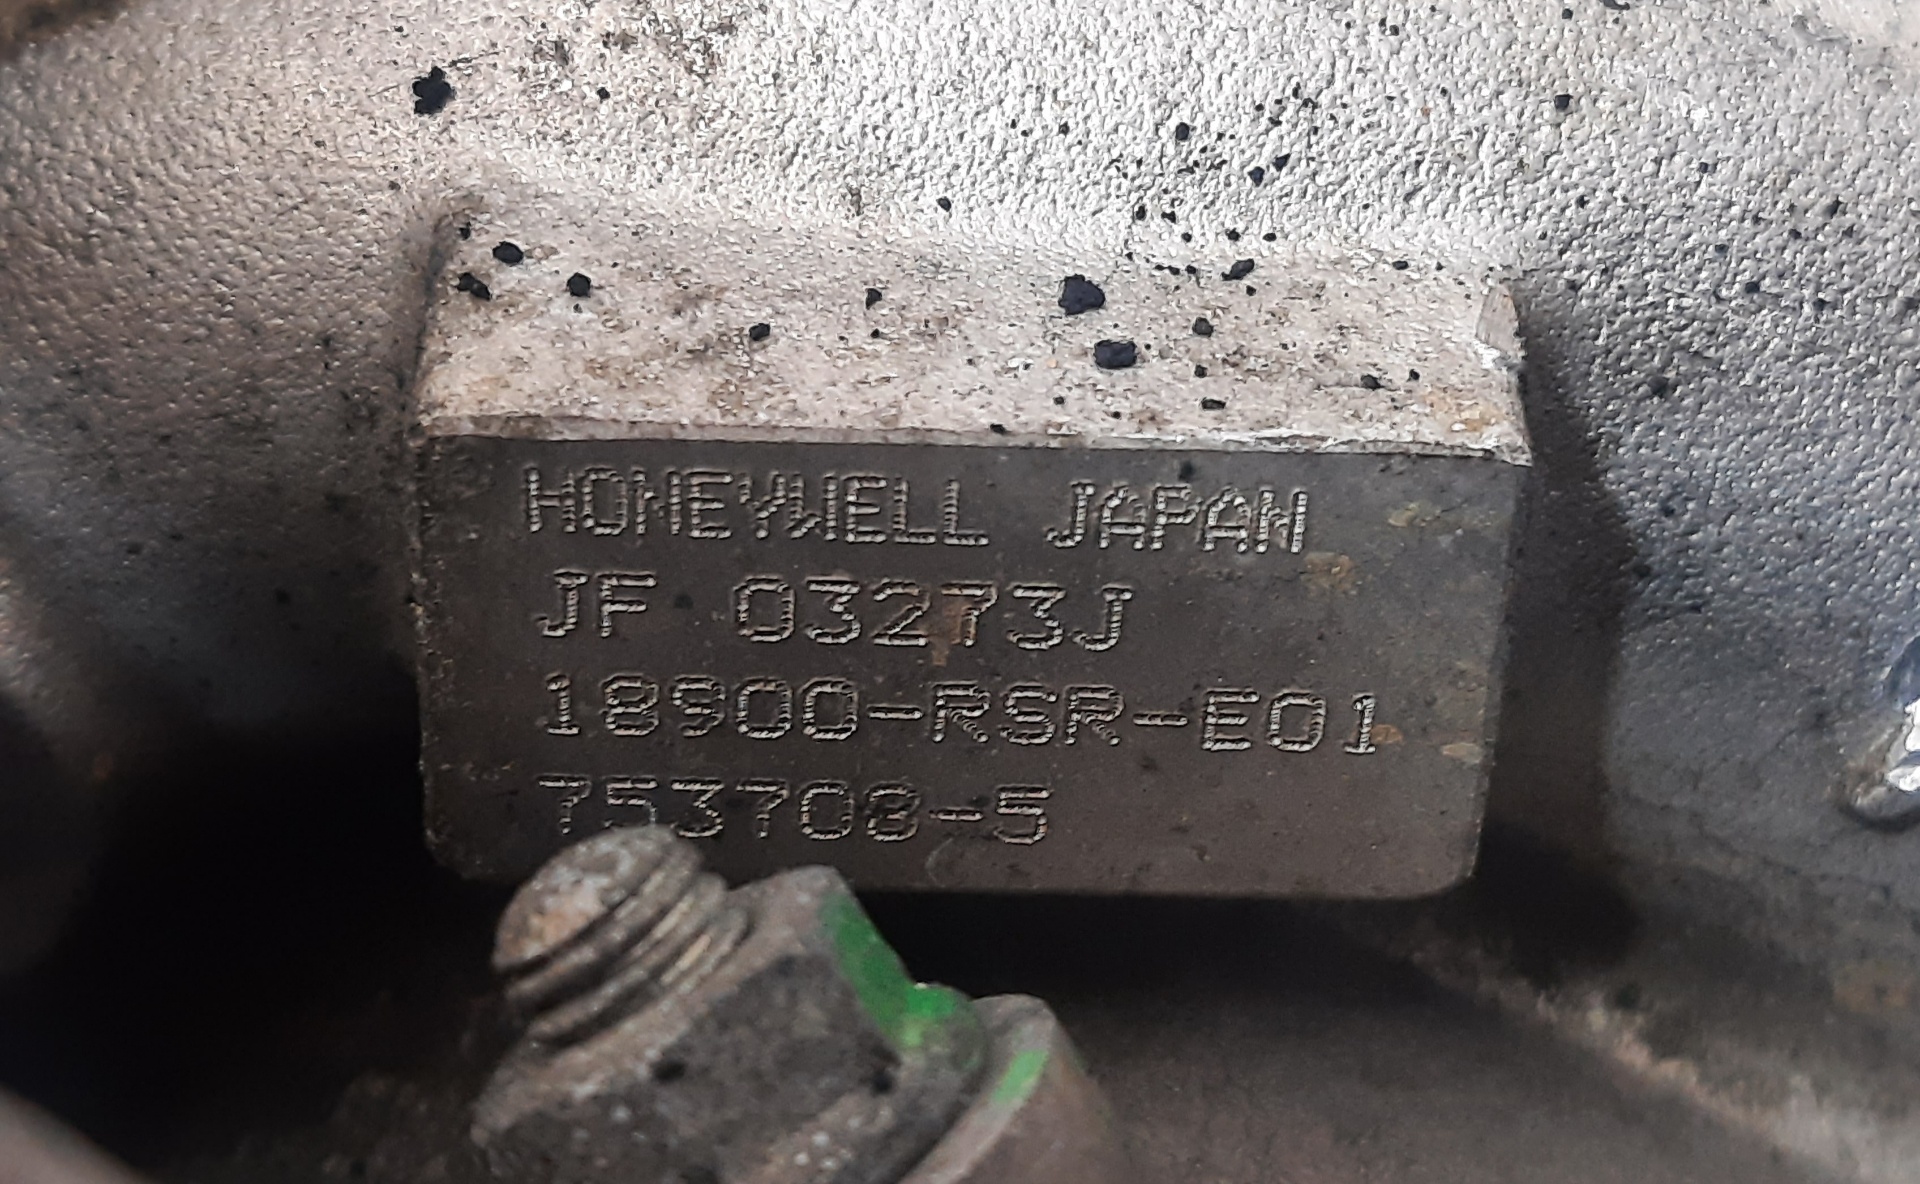 HONEYWELL JAPAN
JF 03273J
18900-RSR-E01
753708-5